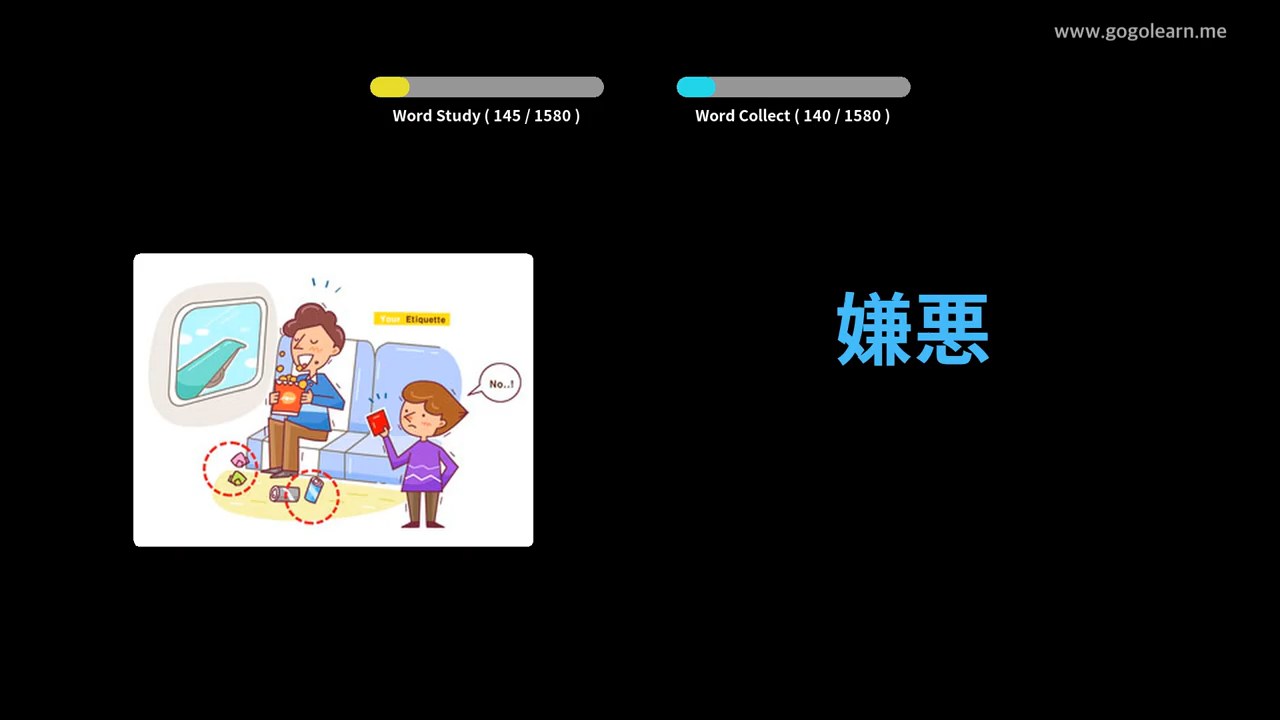 www.gogolearn.me
Word Study ( 145 / 1580 )
Word Collect ( 140 / 1580 )
Your Etiquette
No..!
嫌悪